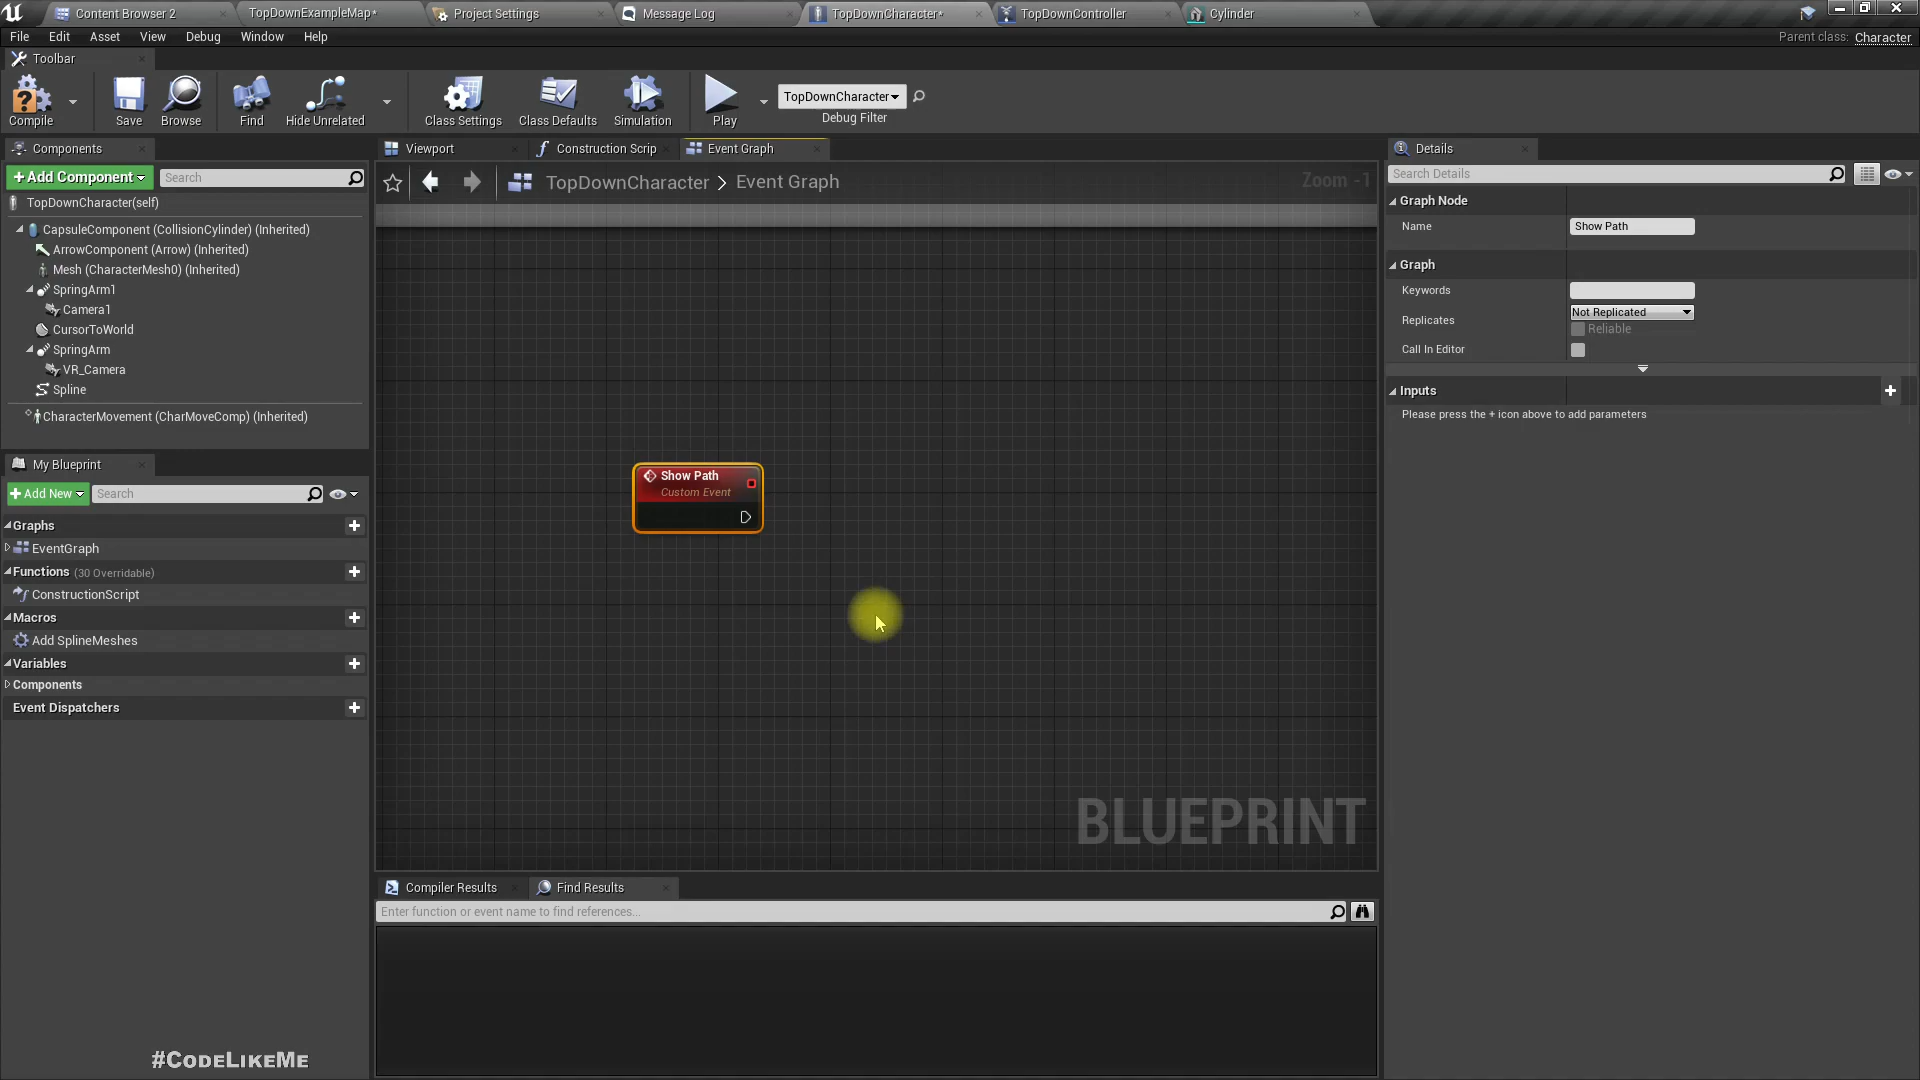 Content Browser 2
TopDownExampleMap*
Project Settings
Message Log
TopDownCharacter*
TopDownController
Cylinder
File
Edit
Asset
View
Debug
Window
Help
Parent class: Character
Toolbar
Compile
Save
Browse
Find
Hide Unrelated
Class Settings
Class Defaults
Simulation
Play
TopDownCharacter
Debug Filter
Components
+Add Component
Search
TopDownCharacter(self)
CapsuleComponent (CollisionCylinder) (Inherited)
ArrowComponent (Arrow) (Inherited)
Mesh (CharacterMesh0) (Inherited)
SpringArm1
Camera1
CursorToWorld
SpringArm
VR_Camera
Spline
CharacterMovement (CharMoveComp) (Inherited)
My Blueprint
+Add New
Search
Graphs
EventGraph
Functions (30 Overridable)
ConstructionScript
Macros
Add SplineMeshes
Variables
Components
Event Dispatchers
#CodeLikeMe
Viewport
Construction Scrip
Event Graph
TopDownCharacter > Event Graph
Zoom -1
Show Path
Custom Event
BLUEPRINT
Compiler Results
Find Results
Enter function or event name to find references...
Details
Search Details
Graph Node
Name
Show Path
Graph
Keywords
Replicates
Not Replicated
Reliable
Call In Editor
Inputs
Please press the + icon above to add parameters